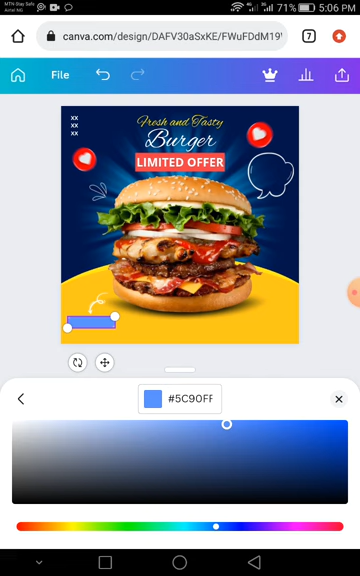 MTN-Stay Safe
Airtel NG
71% 5:06 PM
canva.com/design/DAFV30aSxKE/FWuFDdM19
7
File
XX
XX
XX
Fresh and Tasty
Burger
LIMITED OFFER
#5C90FF